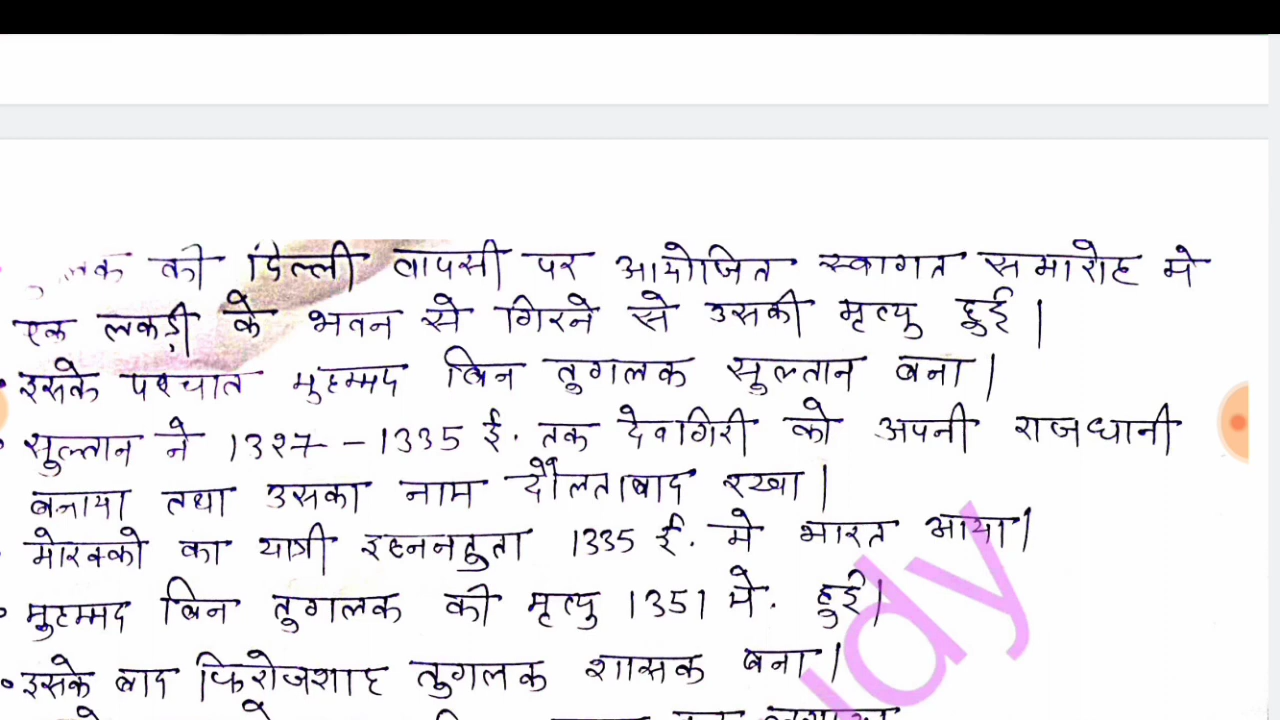 की दिल्ली वापसी पर आयोजित स्वागत समारोह मे
एक लकड़ी के भवन से गिरने से उसकी मृत्यु हुई।
• इसके पश्चात मुहम्मद बिन तुगलक सुल्तान बना।
• सुल्तान ने 1327-1335 ई. तक देवगिरी को अपनी राजधानी
बनाया तथा उसका नाम दौलताबाद रखा।
• मोरक्को का यात्री 1335 ई. मे भारत आया।
• मुहम्मद बिन तुगलक की मृत्यु 1351 मे. हुई।
• इसके बाद फिरोजशाह तुगलक शासक बना।